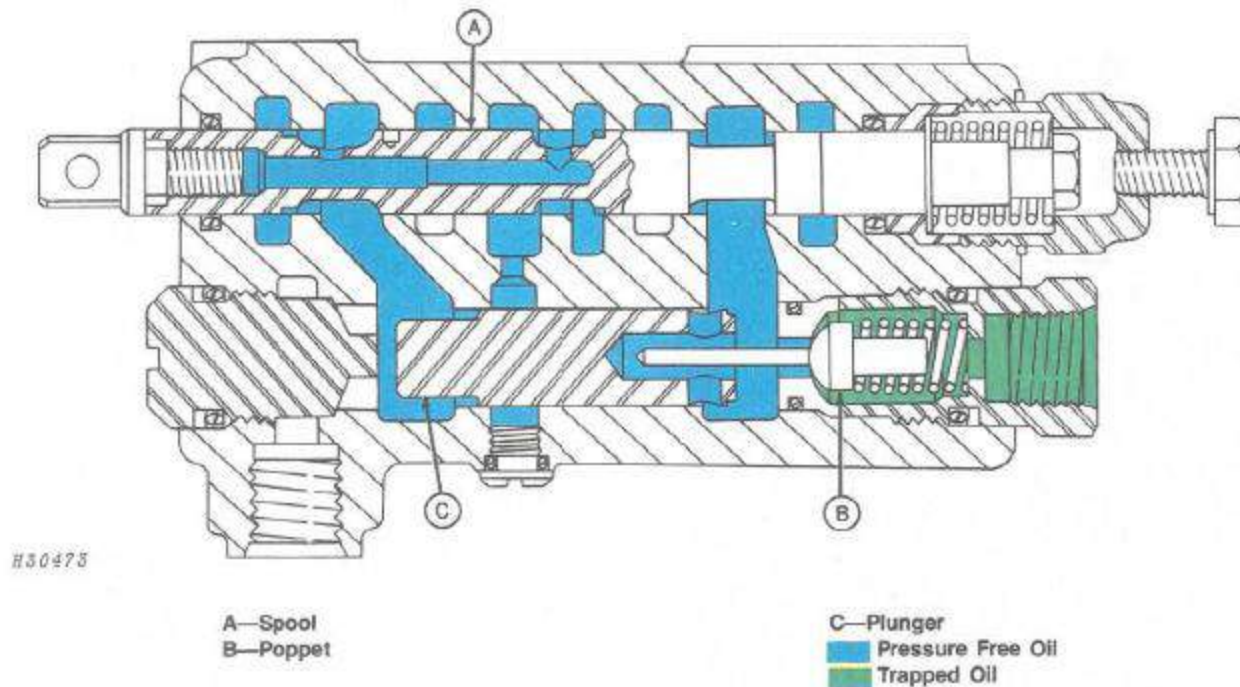 A
C
B
H30473
A—Spool
B—Poppet
C—Plunger
Pressure Free Oil
Trapped Oil